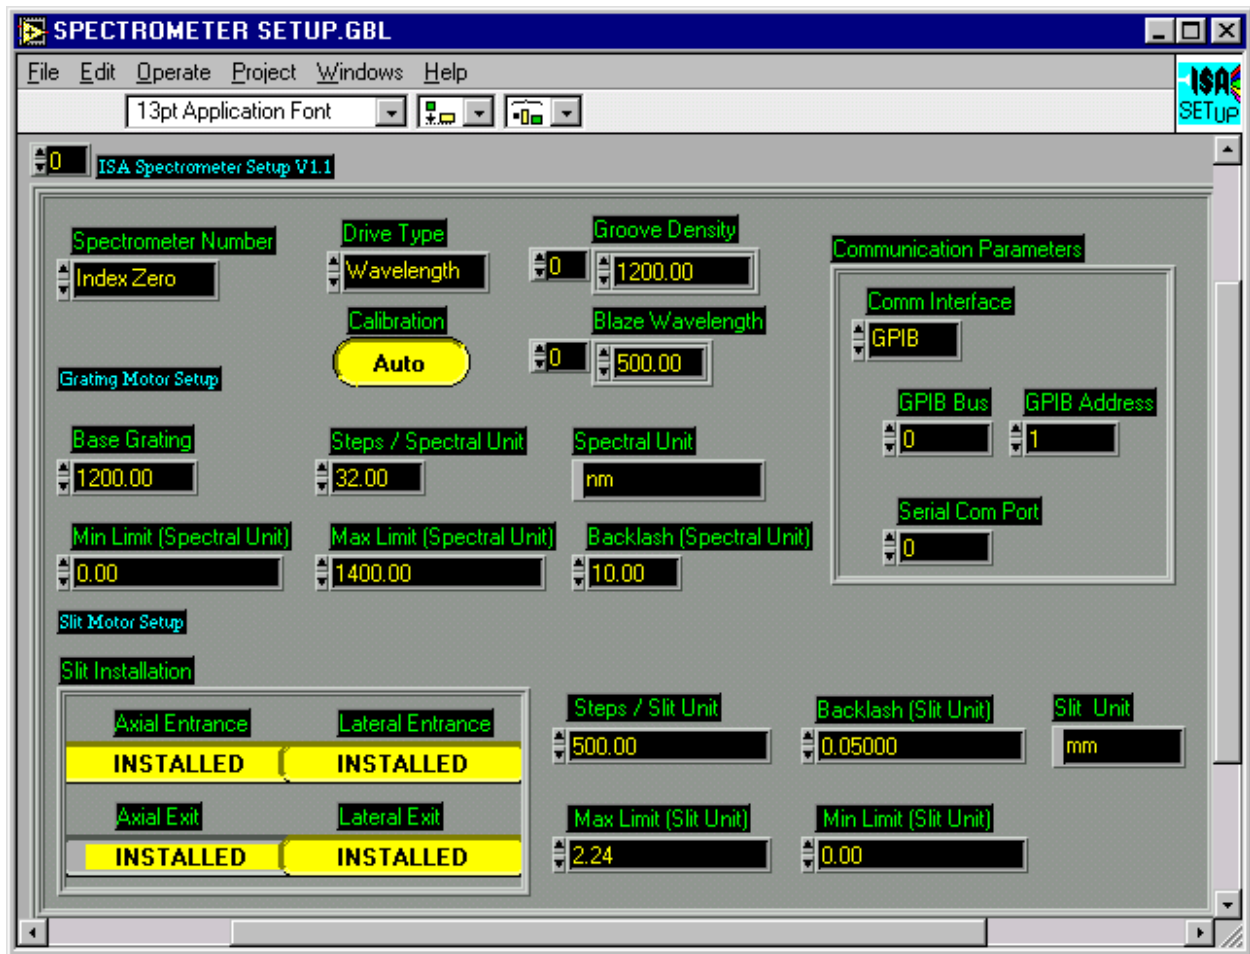 SPECTROMETER SETUP.GBL
File Edit Operate Project Windows Help
13pt Application Font
ISA
SETUP
0 ISA Spectrometer Setup V1.1
Spectrometer Number
Index Zero
Drive Type
Wavelength
Groove Density
0 1200.00
Calibration
Auto
Blaze Wavelength
0 500.00
Communication Parameters
Comm Interface
GPIB
GPIB Bus
0
GPIB Address
1
Serial Com Port
0
Grating Motor Setup
Base Grating
1200.00
Steps / Spectral Unit
32.00
Spectral Unit
nm
Min Limit (Spectral Unit)
0.00
Max Limit (Spectral Unit)
1400.00
Backlash (Spectral Unit)
10.00
Slit Motor Setup
Slit Installation
Axial Entrance
INSTALLED
Lateral Entrance
INSTALLED
Axial Exit
INSTALLED
Lateral Exit
INSTALLED
Steps / Slit Unit
500.00
Backlash (Slit Unit)
0.05000
Slit Unit
mm
Max Limit (Slit Unit)
2.24
Min Limit (Slit Unit)
0.00